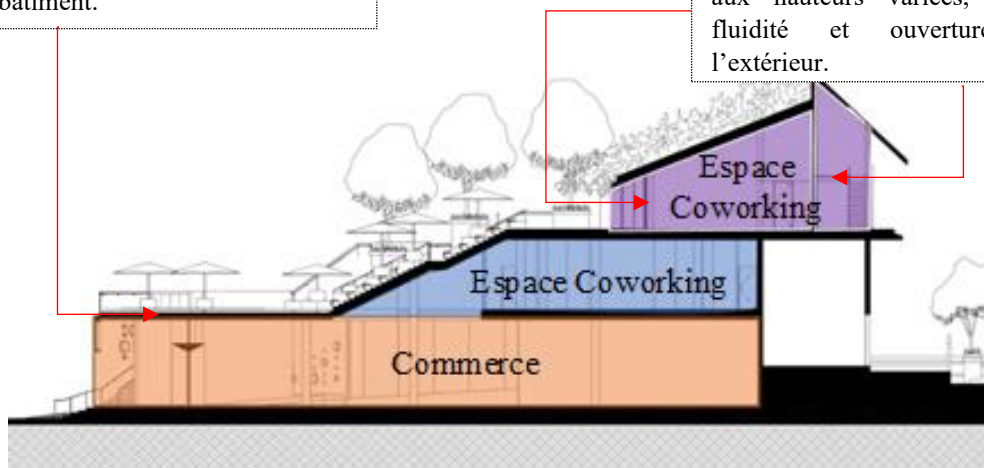 bâtiment.
aux hauteurs variées,
fluidité et ouverture
l’extérieur.
Espace
Coworking
Espace Coworking
Commerce